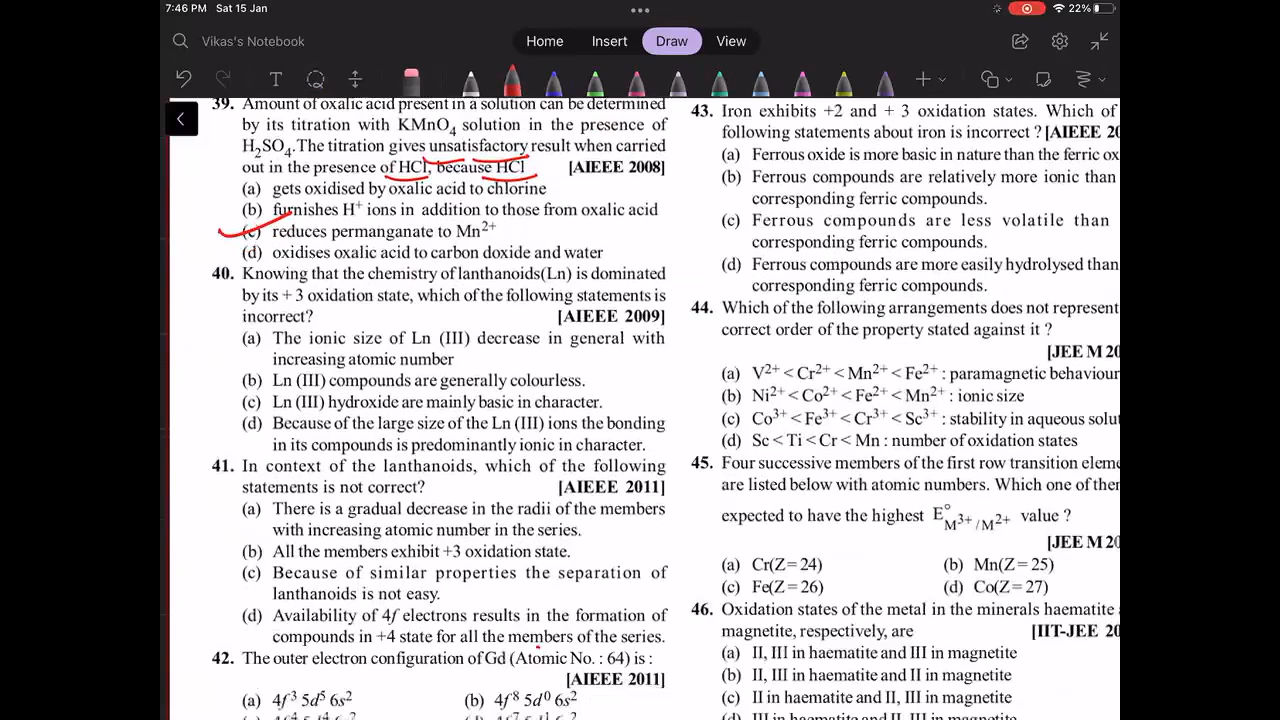 7:46 PM Sat 15 Jan
22%
Vikas's Notebook
Home Insert Draw View
39. Amount of oxalic acid present in a solution can be determined
by its titration with KMnO₄ solution in the presence of
H₂SO₄.The titration gives unsatisfactory result when carried
out in the presence of HCl, because HCl [AIEEE 2008]
(a) gets oxidised by oxalic acid to chlorine
(b) furnishes H⁺ ions in addition to those from oxalic acid
(c) reduces permanganate to Mn²⁺
(d) oxidises oxalic acid to carbon doxide and water
40. Knowing that the chemistry of lanthanoids(Ln) is dominated
by its + 3 oxidation state, which of the following statements is
incorrect? [AIEEE 2009]
(a) The ionic size of Ln (III) decrease in general with
increasing atomic number
(b) Ln (III) compounds are generally colourless.
(c) Ln (III) hydroxide are mainly basic in character.
(d) Because of the large size of the Ln (III) ions the bonding
in its compounds is predominantly ionic in character.
41. In context of the lanthanoids, which of the following
statements is not correct? [AIEEE 2011]
(a) There is a gradual decrease in the radii of the members
with increasing atomic number in the series.
(b) All the members exhibit +3 oxidation state.
(c) Because of similar properties the separation of
lanthanoids is not easy.
(d) Availability of 4f electrons results in the formation of
compounds in +4 state for all the members of the series.
42. The outer electron configuration of Gd (Atomic No. : 64) is :
[AIEEE 2011]
(a) 4f³ 5d⁵ 6s² (b) 4f⁸ 5d⁰ 6s²
43. Iron exhibits +2 and + 3 oxidation states. Which of
following statements about iron is incorrect ? [AIEEE 20
(a) Ferrous oxide is more basic in nature than the ferric ox
(b) Ferrous compounds are relatively more ionic than
corresponding ferric compounds.
(c) Ferrous compounds are less volatile than
corresponding ferric compounds.
(d) Ferrous compounds are more easily hydrolysed than
corresponding ferric compounds.
44. Which of the following arrangements does not represent
correct order of the property stated against it ?
[JEE M 20
(a) V²⁺ < Cr²⁺ < Mn²⁺ < Fe²⁺ : paramagnetic behaviour
(b) Ni²⁺ < Co²⁺ < Fe²⁺ < Mn²⁺ : ionic size
(c) Co³⁺ < Fe³⁺ < Cr³⁺ < Sc³⁺ : stability in aqueous solut
(d) Sc < Ti < Cr < Mn : number of oxidation states
45. Four successive members of the first row transition eleme
are listed below with atomic numbers. Which one of ther
expected to have the highest E°M³⁺/M²⁺ value ?
[JEE M 20
(a) Cr(Z= 24) (b) Mn(Z= 25)
(c) Fe(Z= 26) (d) Co(Z= 27)
46. Oxidation states of the metal in the minerals haematite
magnetite, respectively, are [IIT-JEE 20
(a) II, III in haematite and III in magnetite
(b) II, III in haematite and II in magnetite
(c) II in haematite and II, III in magnetite